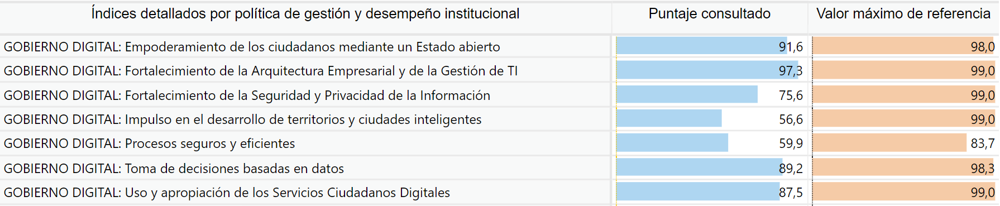 Índices detallados por política de gestión y desempeño institucional Puntaje consultado Valor máximo de referencia
GOBIERNO DIGITAL: Empoderamiento de los ciudadanos mediante un Estado abierto 91,6 98,0
GOBIERNO DIGITAL: Fortalecimiento de la Arquitectura Empresarial y de la Gestión de TI 97,3 99,0
GOBIERNO DIGITAL: Fortalecimiento de la Seguridad y Privacidad de la Información 75,6 99,0
GOBIERNO DIGITAL: Impulso en el desarrollo de territorios y ciudades inteligentes 56,6 99,0
GOBIERNO DIGITAL: Procesos seguros y eficientes 59,9 83,7
GOBIERNO DIGITAL: Toma de decisiones basadas en datos 89,2 98,3
GOBIERNO DIGITAL: Uso y apropiación de los Servicios Ciudadanos Digitales 87,5 99,0